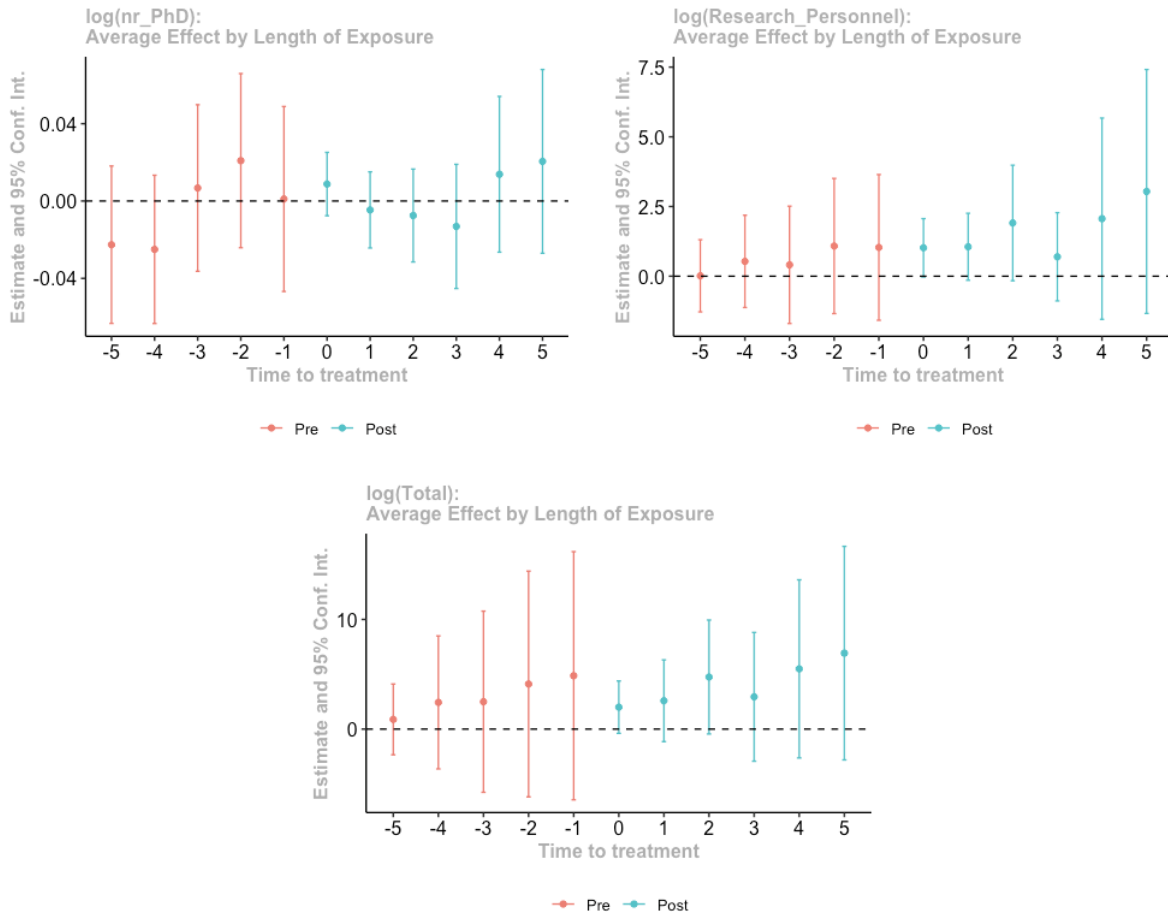 log(nr_PhD):
Average Effect by Length of Exposure
Estimate and 95% Conf. Int.
0.04
0.00
-0.04
-5 -4 -3 -2 -1 0 1 2 3 4 5
Time to treatment
Pre Post
log(Research_Personnel):
Average Effect by Length of Exposure
Estimate and 95% Conf. Int.
7.5
5.0
2.5
0.0
-5 -4 -3 -2 -1 0 1 2 3 4 5
Time to treatment
Pre Post
log(Total):
Average Effect by Length of Exposure
Estimate and 95% Conf. Int.
10
0
-5 -4 -3 -2 -1 0 1 2 3 4 5
Time to treatment
Pre Post